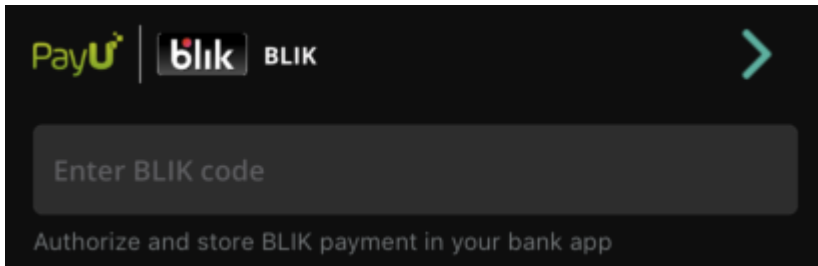 PayU blik BLIK
Enter BLIK code
Authorize and store BLIK payment in your bank app